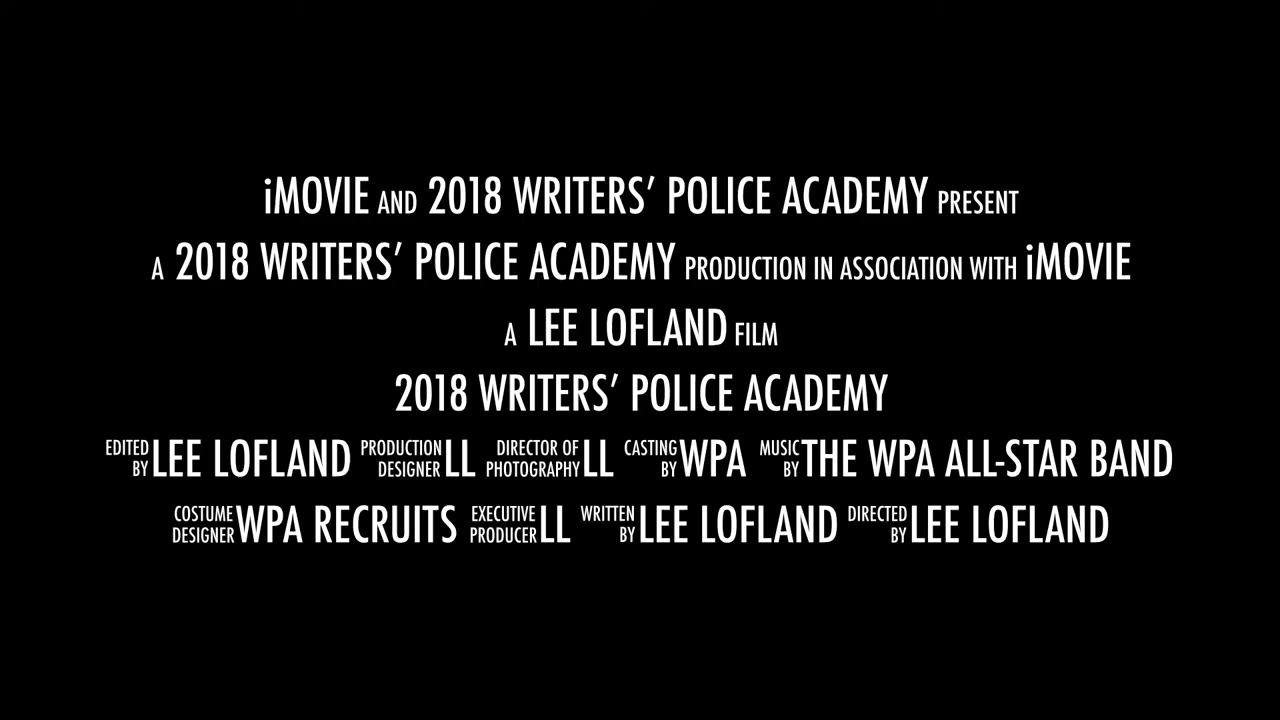 iMOVIE AND 2018 WRITERS’ POLICE ACADEMY PRESENT
A 2018 WRITERS’ POLICE ACADEMY PRODUCTION IN ASSOCIATION WITH iMOVIE
A LEE LOFLAND FILM
2018 WRITERS’ POLICE ACADEMY
EDITED BY LEE LOFLAND PRODUCTION DESIGNER LL DIRECTOR OF PHOTOGRAPHY LL CASTING BY WPA MUSIC BY THE WPA ALL-STAR BAND
COSTUME DESIGNER WPA RECRUITS EXECUTIVE PRODUCER LL WRITTEN BY LEE LOFLAND DIRECTED BY LEE LOFLAND